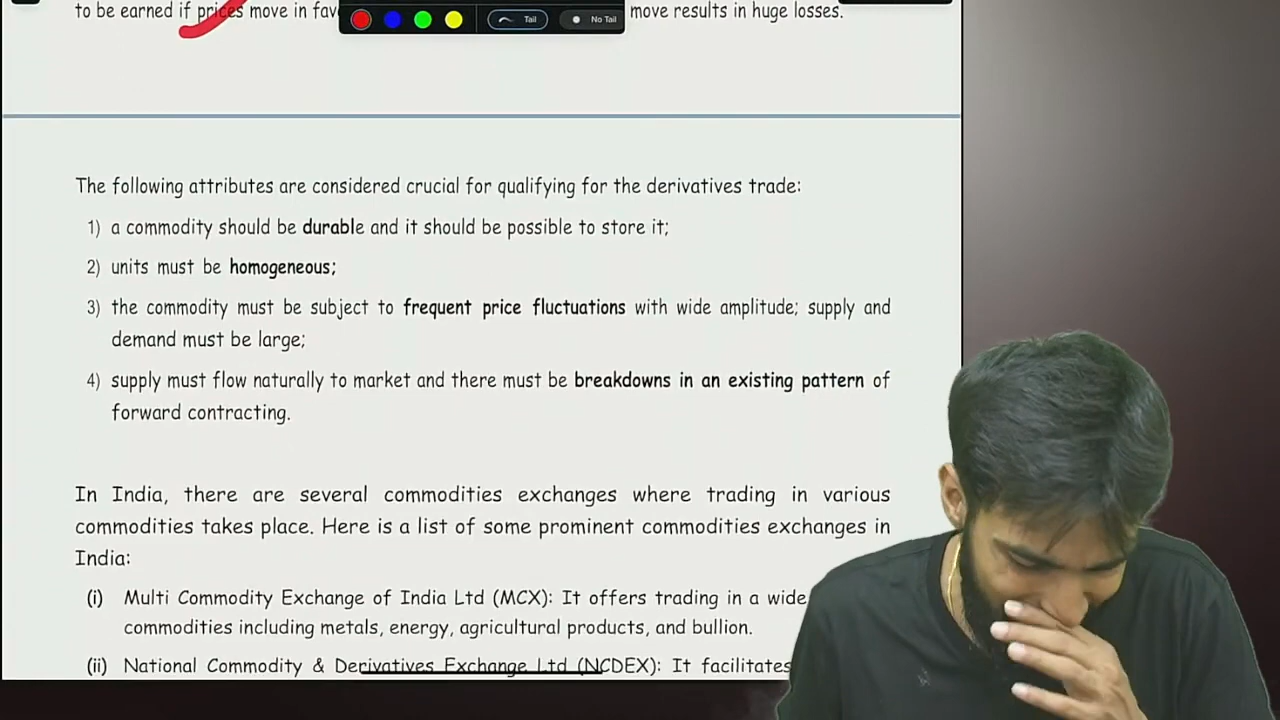 to be earned if prices move in fav
Tail
No Tail
move results in huge losses.
The following attributes are considered crucial for qualifying for the derivatives trade:
1) a commodity should be durable and it should be possible to store it;
2) units must be homogeneous;
3) the commodity must be subject to frequent price fluctuations with wide amplitude; supply and
demand must be large;
4) supply must flow naturally to market and there must be breakdowns in an existing pattern of
forward contracting.
In India, there are several commodities exchanges where trading in various
commodities takes place. Here is a list of some prominent commodities exchanges in
India:
(i) Multi Commodity Exchange of India Ltd (MCX): It offers trading in a wide
commodities including metals, energy, agricultural products, and bullion.
(ii) National Commodity & Derivatives Exchange Ltd (NCDEX): It facilitates